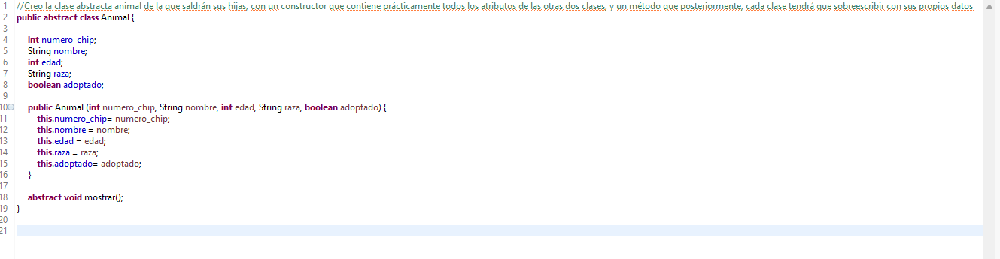 1 //Creo la clase abstracta animal de la que saldrán sus hijas, con un constructor que contiene prácticamente todos los atributos de las otras dos clases, y un método que posteriormente, cada clase tendrá que sobreescribir con sus propios datos
2 public abstract class Animal {
3
4 int numero_chip;
5 String nombre;
6 int edad;
7 String raza;
8 boolean adoptado;
9
10 public Animal (int numero_chip, String nombre, int edad, String raza, boolean adoptado) {
11 this.numero_chip= numero_chip;
12 this.nombre = nombre;
13 this.edad = edad;
14 this.raza = raza;
15 this.adoptado= adoptado;
16 }
17
18 abstract void mostrar();
19 }
20
21